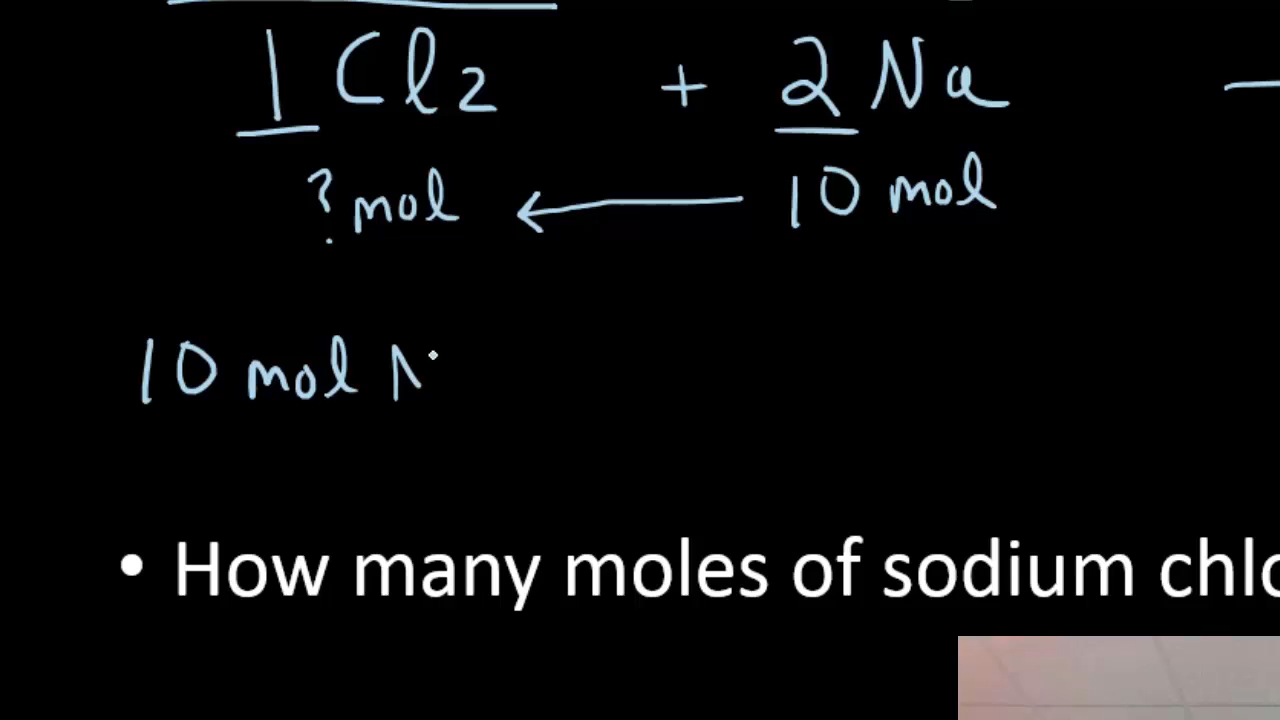 1 Cl2 + 2 Na
? mol ← 10 mol
10 mol N
• How many moles of sodium chlo